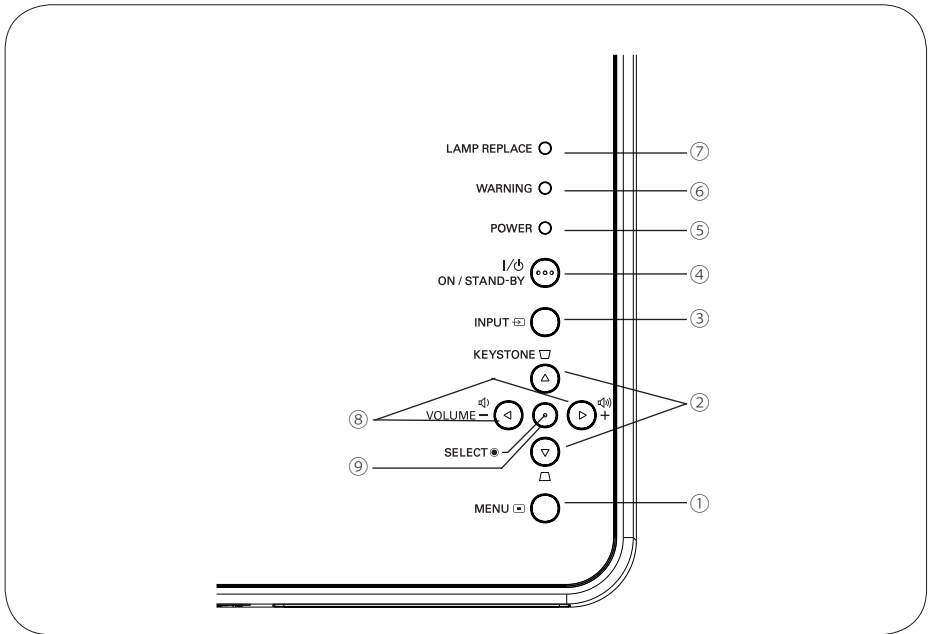 LAMP REPLACE ⑦
WARNING ⑥
POWER ⑤
I/⏻ ④
ON / STAND-BY
INPUT ③
KEYSTONE
②
⑧ VOLUME − +
SELECT
⑨
MENU ①